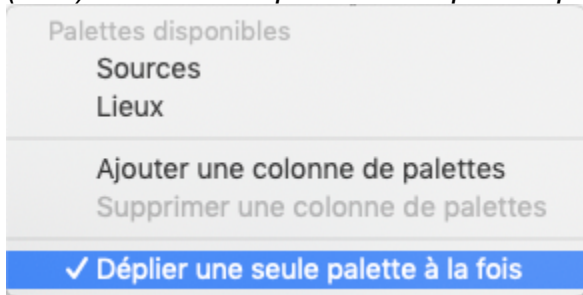 Palettes disponibles
Sources
Lieux
Ajouter une colonne de palettes
Supprimer une colonne de palettes
✓ Déplier une seule palette à la fois